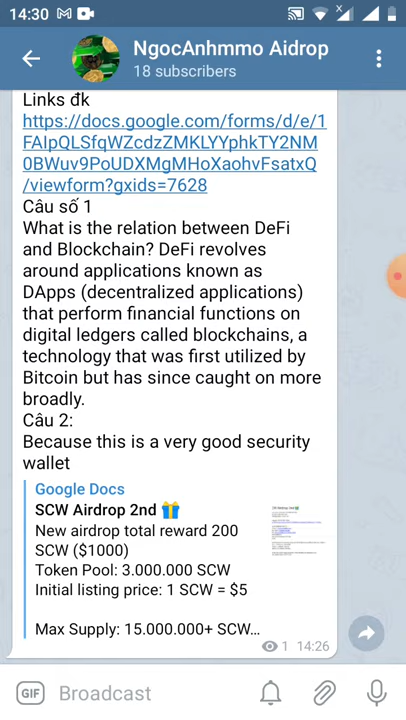 14:30
NgocAnhmmo Aidrop
18 subscribers
Links đk
https://docs.google.com/forms/d/e/1
FAIpQLSfqWZcdzZMKLYYphkTY2NM
0BWuv9PoUDXMgMHoXaohvFsatxQ
/viewform?gxids=7628
Câu số 1
What is the relation between DeFi
and Blockchain? DeFi revolves
around applications known as
DApps (decentralized applications)
that perform financial functions on
digital ledgers called blockchains, a
technology that was first utilized by
Bitcoin but has since caught on more
broadly.
Câu 2:
Because this is a very good security
wallet
Google Docs
SCW Airdrop 2nd 🎁
New airdrop total reward 200
SCW ($1000)
Token Pool: 3.000.000 SCW
Initial listing price: 1 SCW = $5
Max Supply: 15.000.000+ SCW...
1 14:26
GIF Broadcast